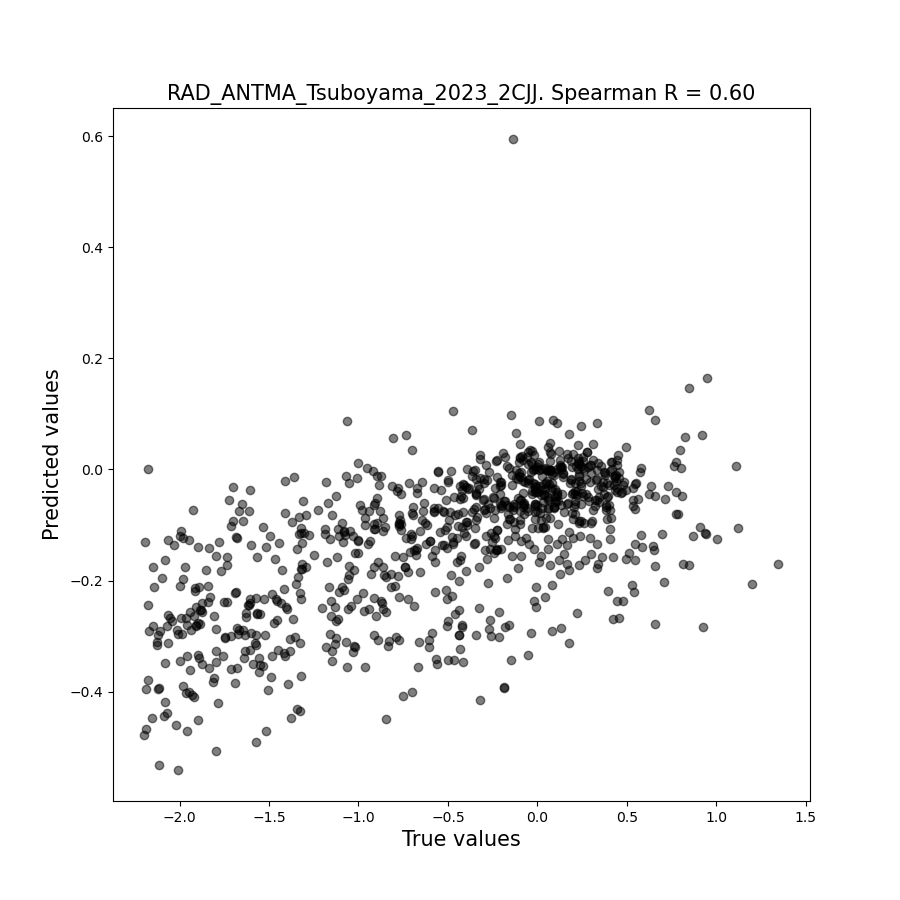 RAD_ANTMA_Tsuboyama_2023_2CJJ. Spearman R = 0.60
Predicted values
0.6
0.4
0.2
0.0
−0.2
−0.4
−2.0 −1.5 −1.0 −0.5 0.0 0.5 1.0 1.5
True values